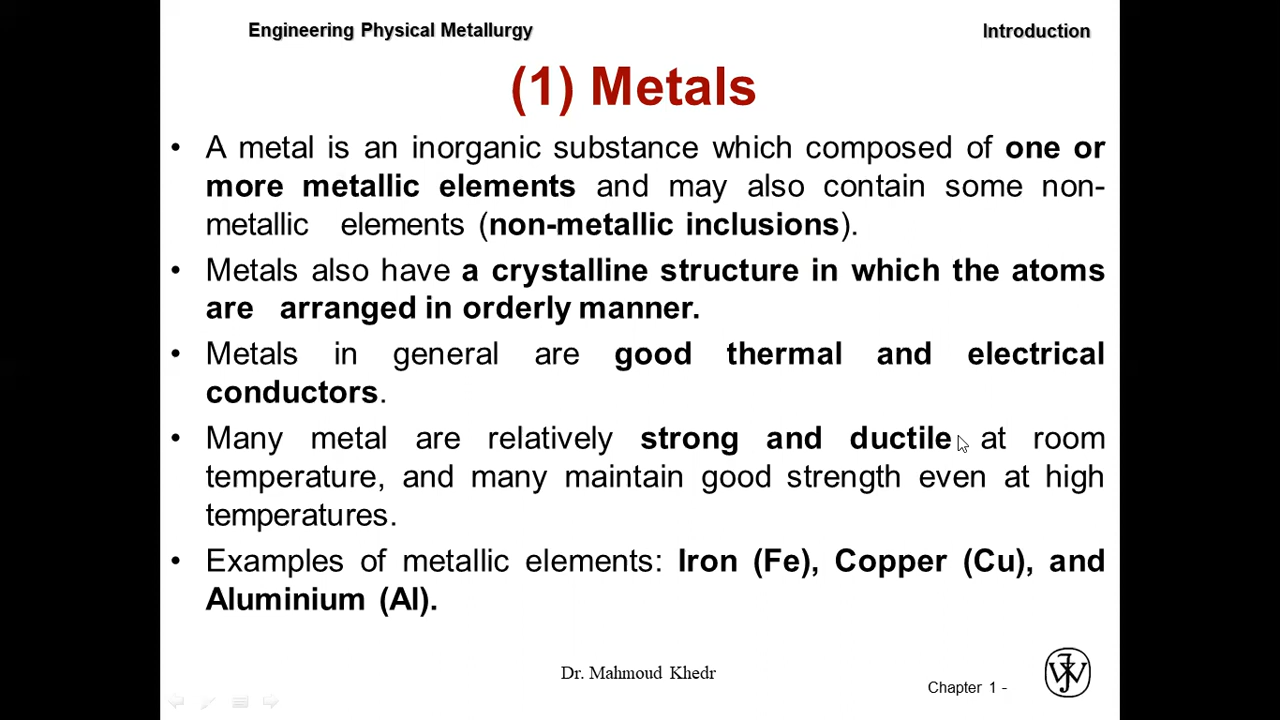 Engineering Physical Metallurgy Introduction
(1) Metals
• A metal is an inorganic substance which composed of one or
more metallic elements and may also contain some non-
metallic elements (non-metallic inclusions).
• Metals also have a crystalline structure in which the atoms
are arranged in orderly manner.
• Metals in general are good thermal and electrical
conductors.
• Many metal are relatively strong and ductile at room
temperature, and many maintain good strength even at high
temperatures.
• Examples of metallic elements: Iron (Fe), Copper (Cu), and
Aluminium (Al).
Dr. Mahmoud Khedr
Chapter 1 -